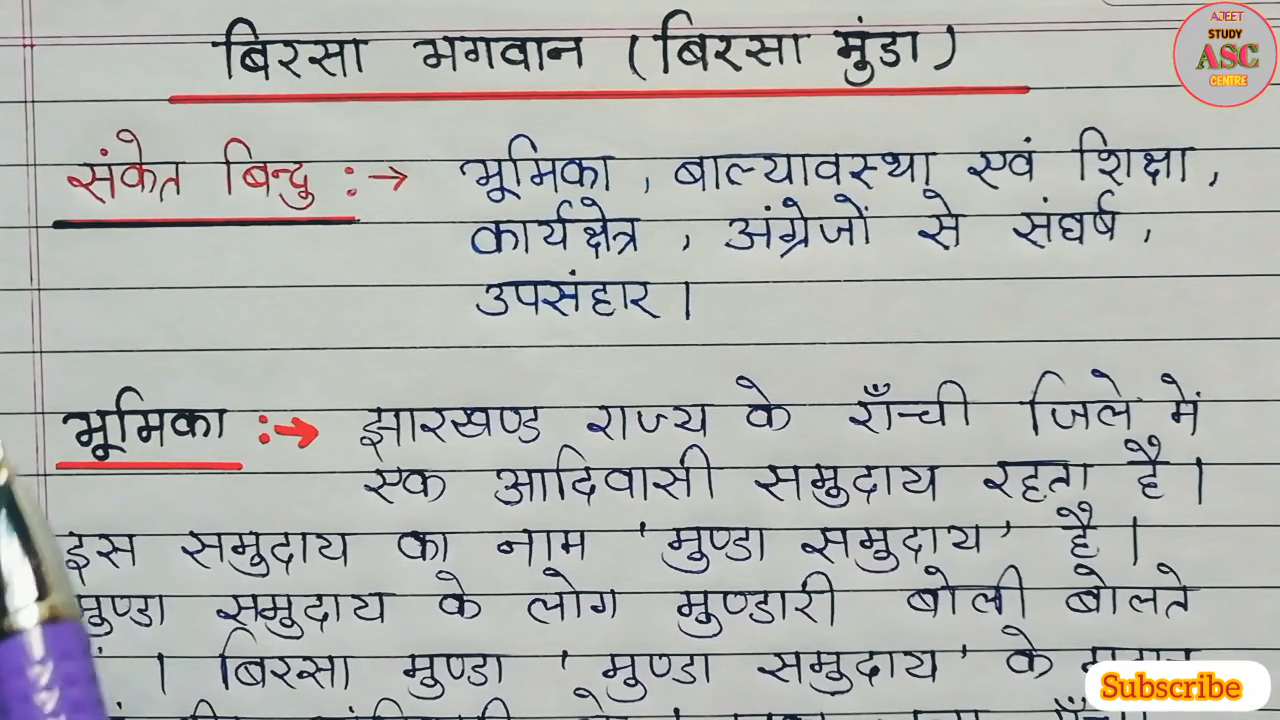 AJEET
STUDY
ASC
CENTRE
बिरसा भगवान (बिरसा मुंडा)
संकेत बिन्दु :→ भूमिका, बाल्यावस्था एवं शिक्षा,
कार्यक्षेत्र, अंग्रेजों से संघर्ष,
उपसंहार।
भूमिका :→ झारखण्ड राज्य के राँची जिले में
एक आदिवासी समुदाय रहता है।
इस समुदाय का नाम 'मुण्डा समुदाय' है।
मुण्डा समुदाय के लोग मुण्डारी बोली बोलते
। बिरसा मुण्डा 'मुण्डा समुदाय' के
Subscribe